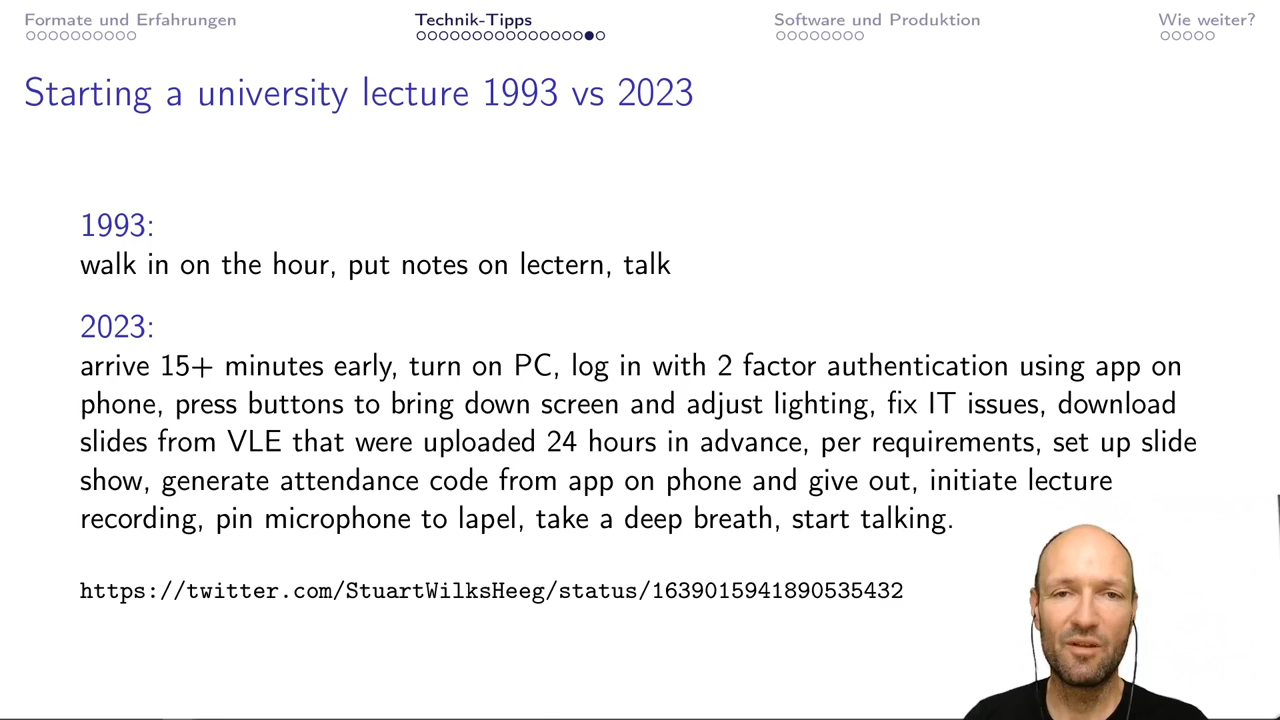 Formate und Erfahrungen
Technik-Tipps
Software und Produktion
Wie weiter?
Starting a university lecture 1993 vs 2023
1993:
walk in on the hour, put notes on lectern, talk
2023:
arrive 15+ minutes early, turn on PC, log in with 2 factor authentication using app on
phone, press buttons to bring down screen and adjust lighting, fix IT issues, download
slides from VLE that were uploaded 24 hours in advance, per requirements, set up slide
show, generate attendance code from app on phone and give out, initiate lecture
recording, pin microphone to lapel, take a deep breath, start talking.
https://twitter.com/StuartWilksHeeg/status/1639015941890535432